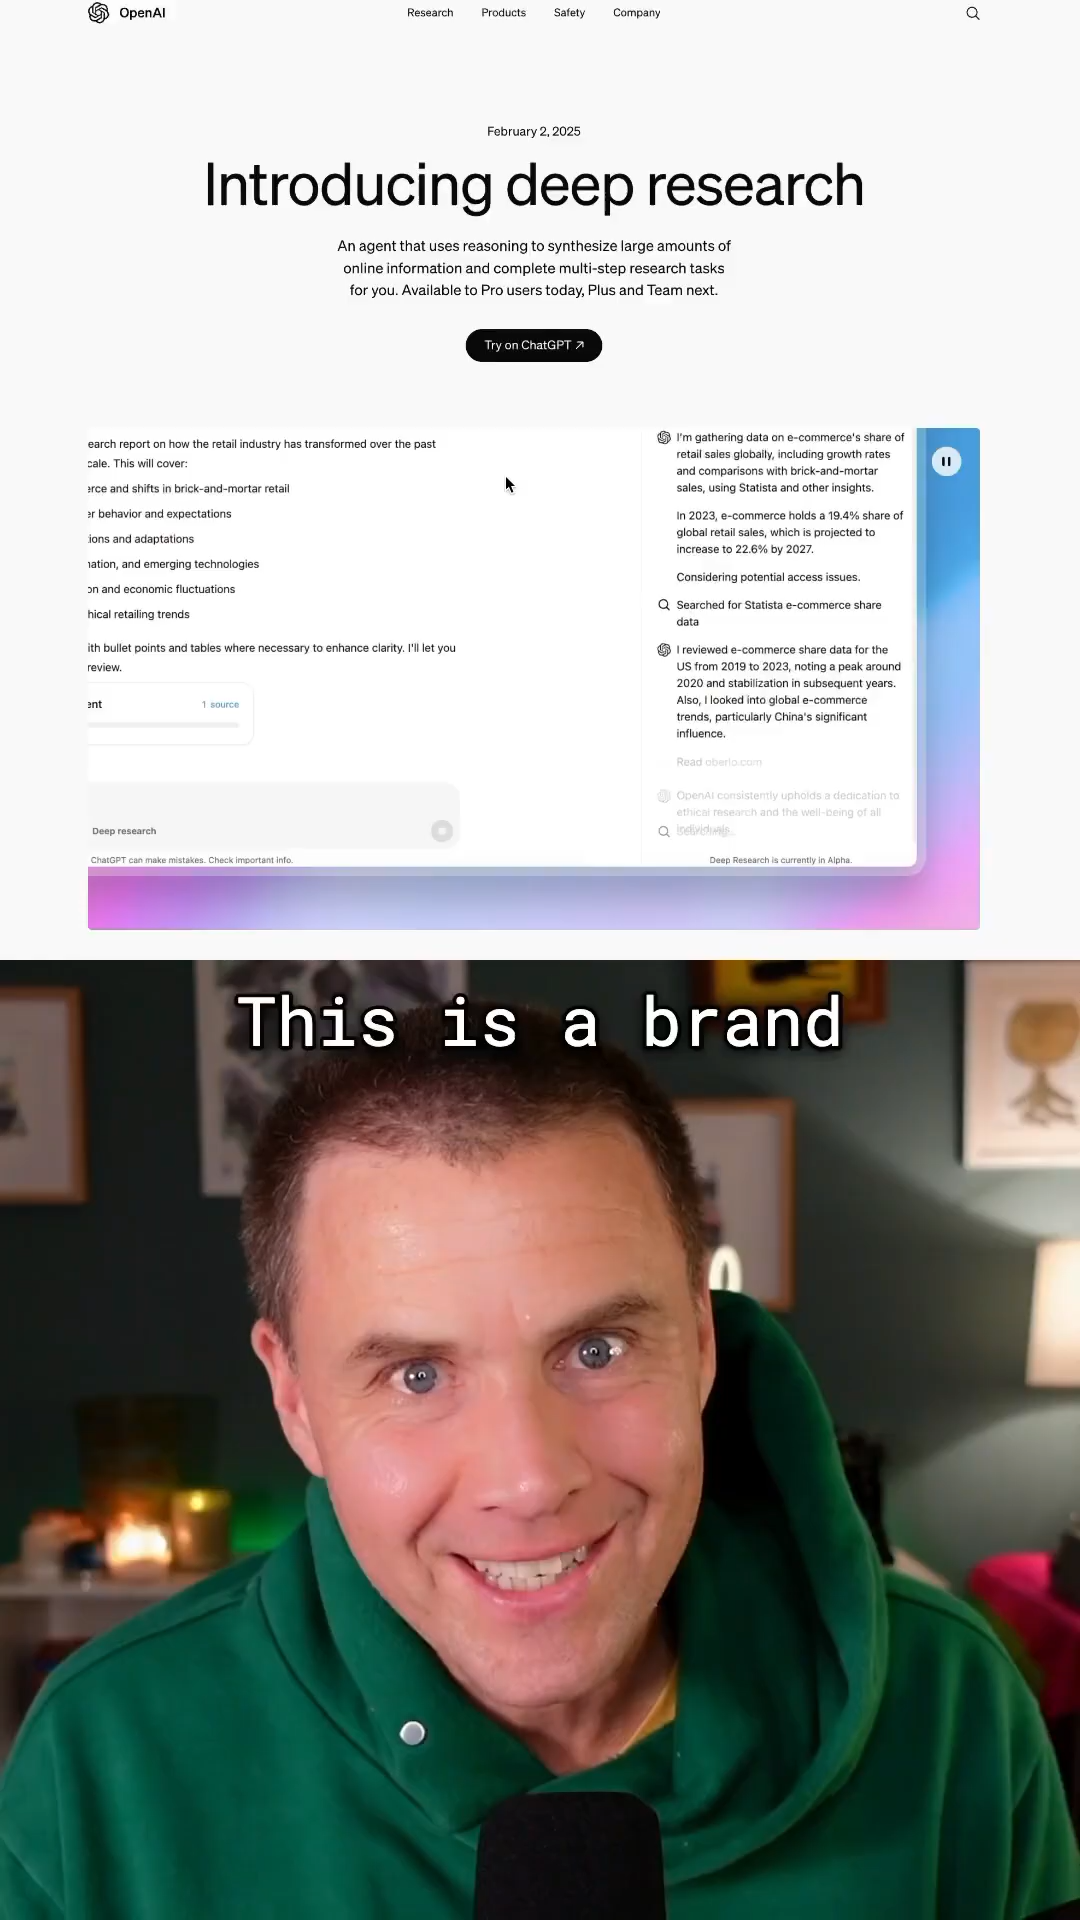 OpenAI
Research Products Safety Company
February 2, 2025
Introducing deep research
An agent that uses reasoning to synthesize large amounts of
online information and complete multi-step research tasks
for you. Available to Pro users today, Plus and Team next.
Try on ChatGPT ↗
earch report on how the retail industry has transformed over the past
cale. This will cover:
erce and shifts in brick-and-mortar retail
er behavior and expectations
ions and adaptations
nation, and emerging technologies
on and economic fluctuations
hical retailing trends
ith bullet points and tables where necessary to enhance clarity. I'll let you
review.
ent 1 source
Deep research
ChatGPT can make mistakes. Check important info.
I'm gathering data on e-commerce's share of
retail sales globally, including growth rates
and comparisons with brick-and-mortar
sales, using Statista and other insights.
In 2023, e-commerce holds a 19.4% share of
global retail sales, which is projected to
increase to 22.6% by 2027.
Considering potential access issues.
Searched for Statista e-commerce share
data
I reviewed e-commerce share data for the
US from 2019 to 2023, noting a peak around
2020 and stabilization in subsequent years.
Also, I looked into global e-commerce
trends, particularly China's significant
influence.
Read oberlo.com
OpenAI consistently upholds a dedication to
ethical research and the well-being of all
individuals.
Deep Research is currently in Alpha.
This is a brand